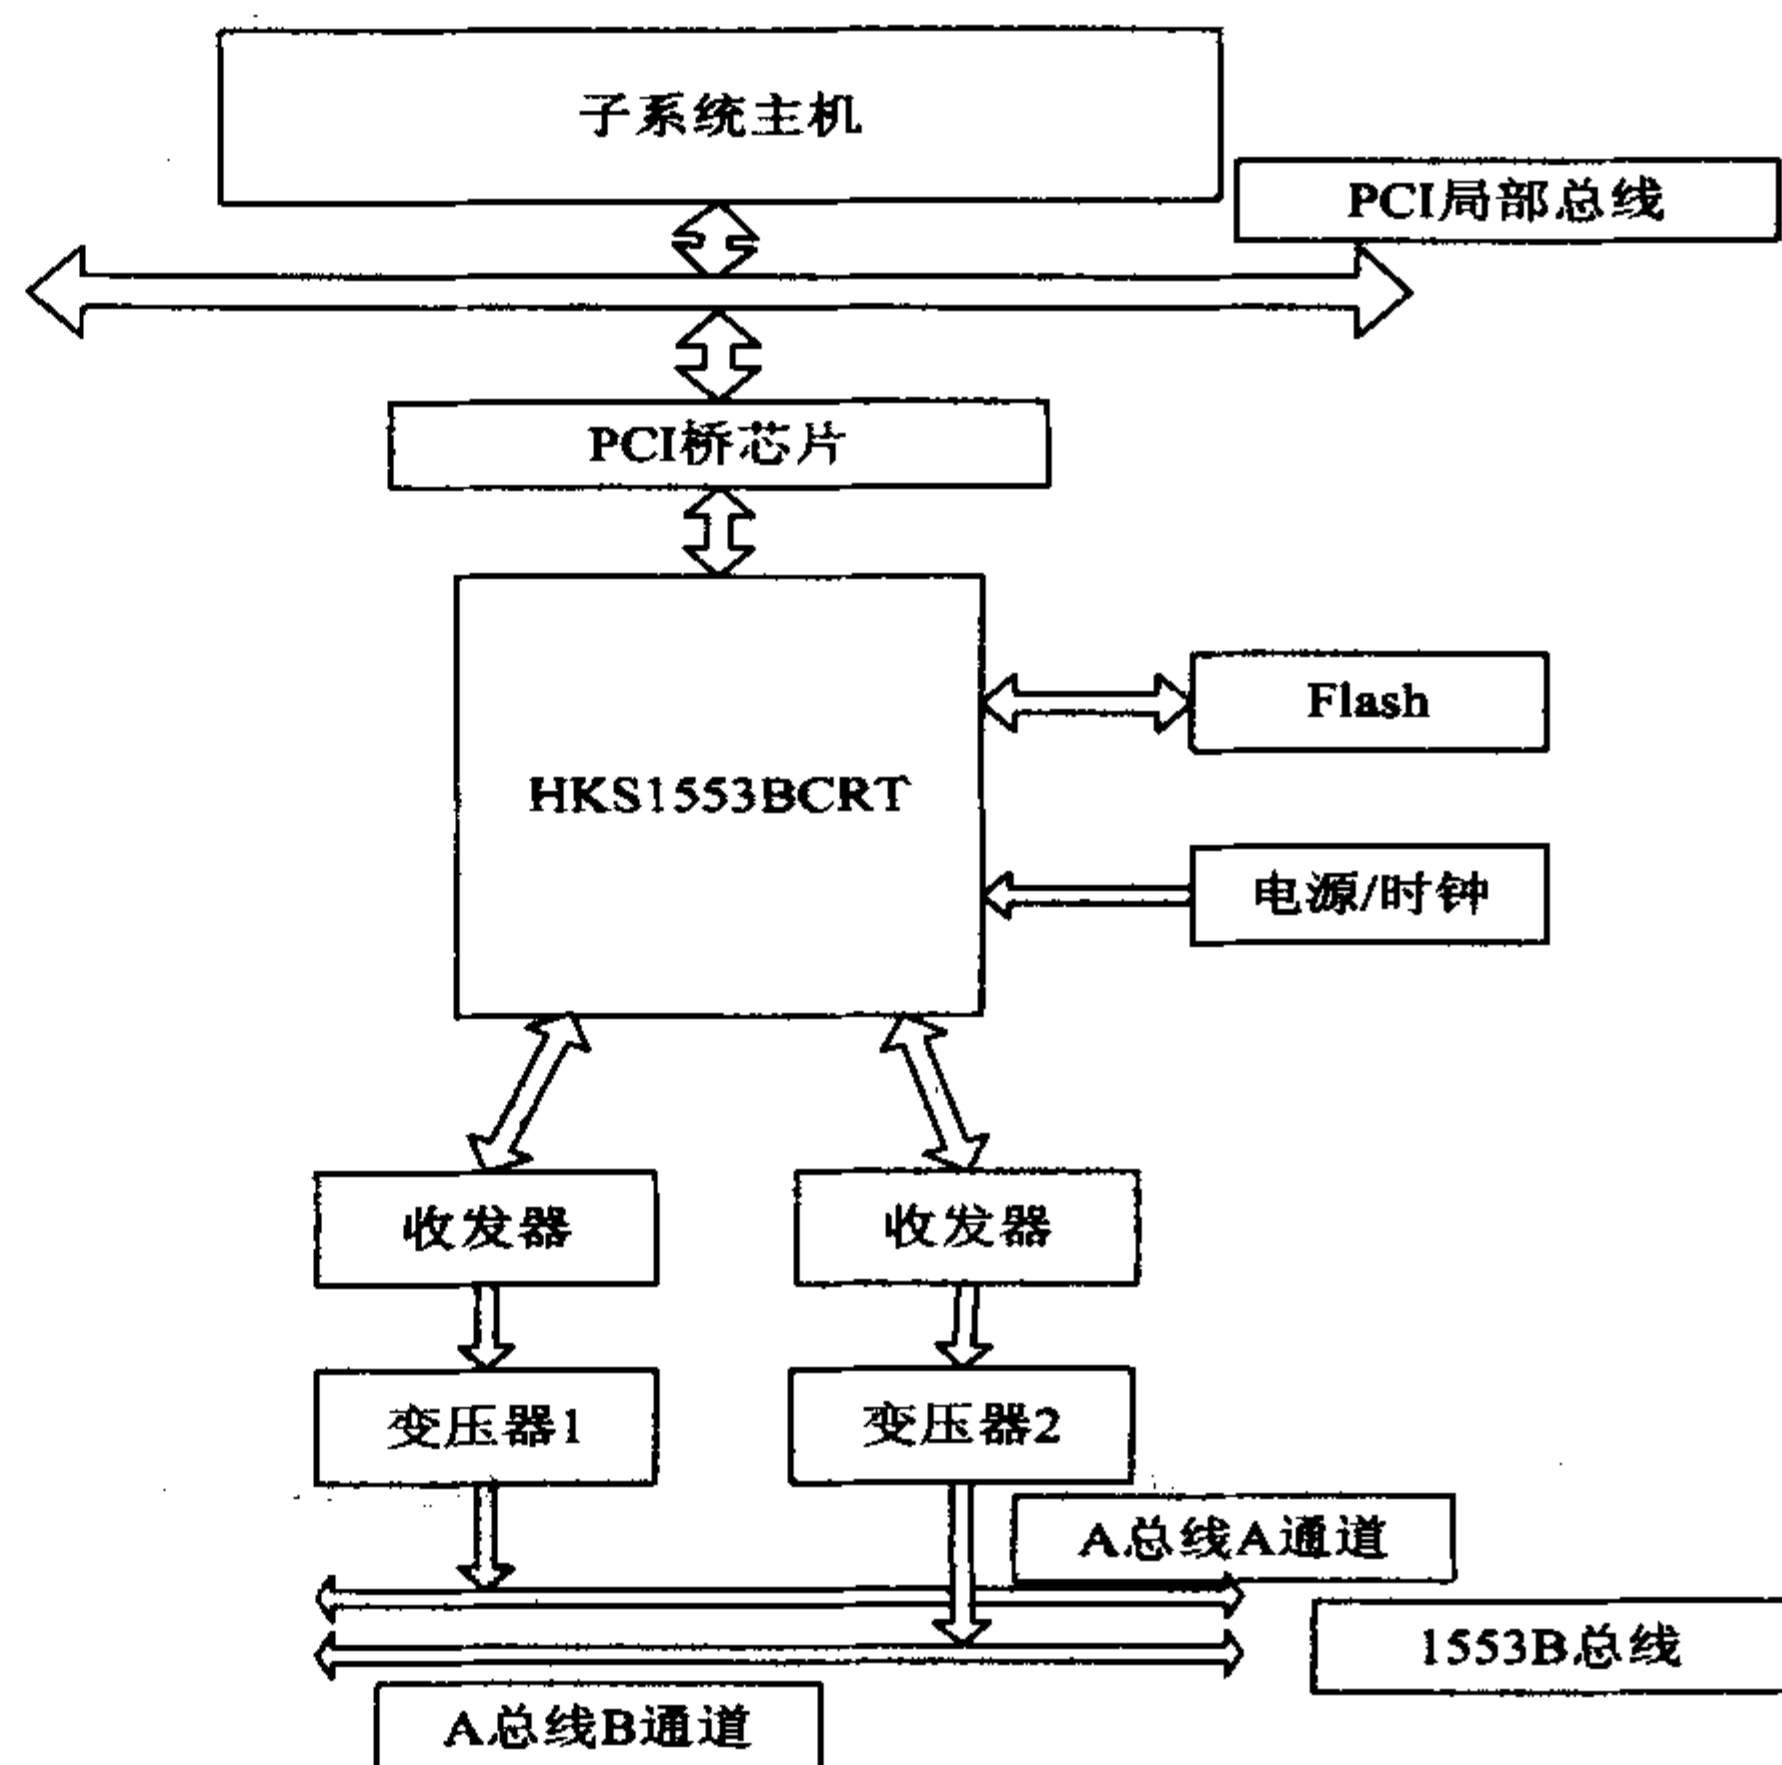 子系统主机
PCI局部总线
PCI桥芯片
Flash
HKS1553BCRT
电源/时钟
收发器
收发器
变压器1
变压器2
A总线A通道
1553B总线
A总线B通道